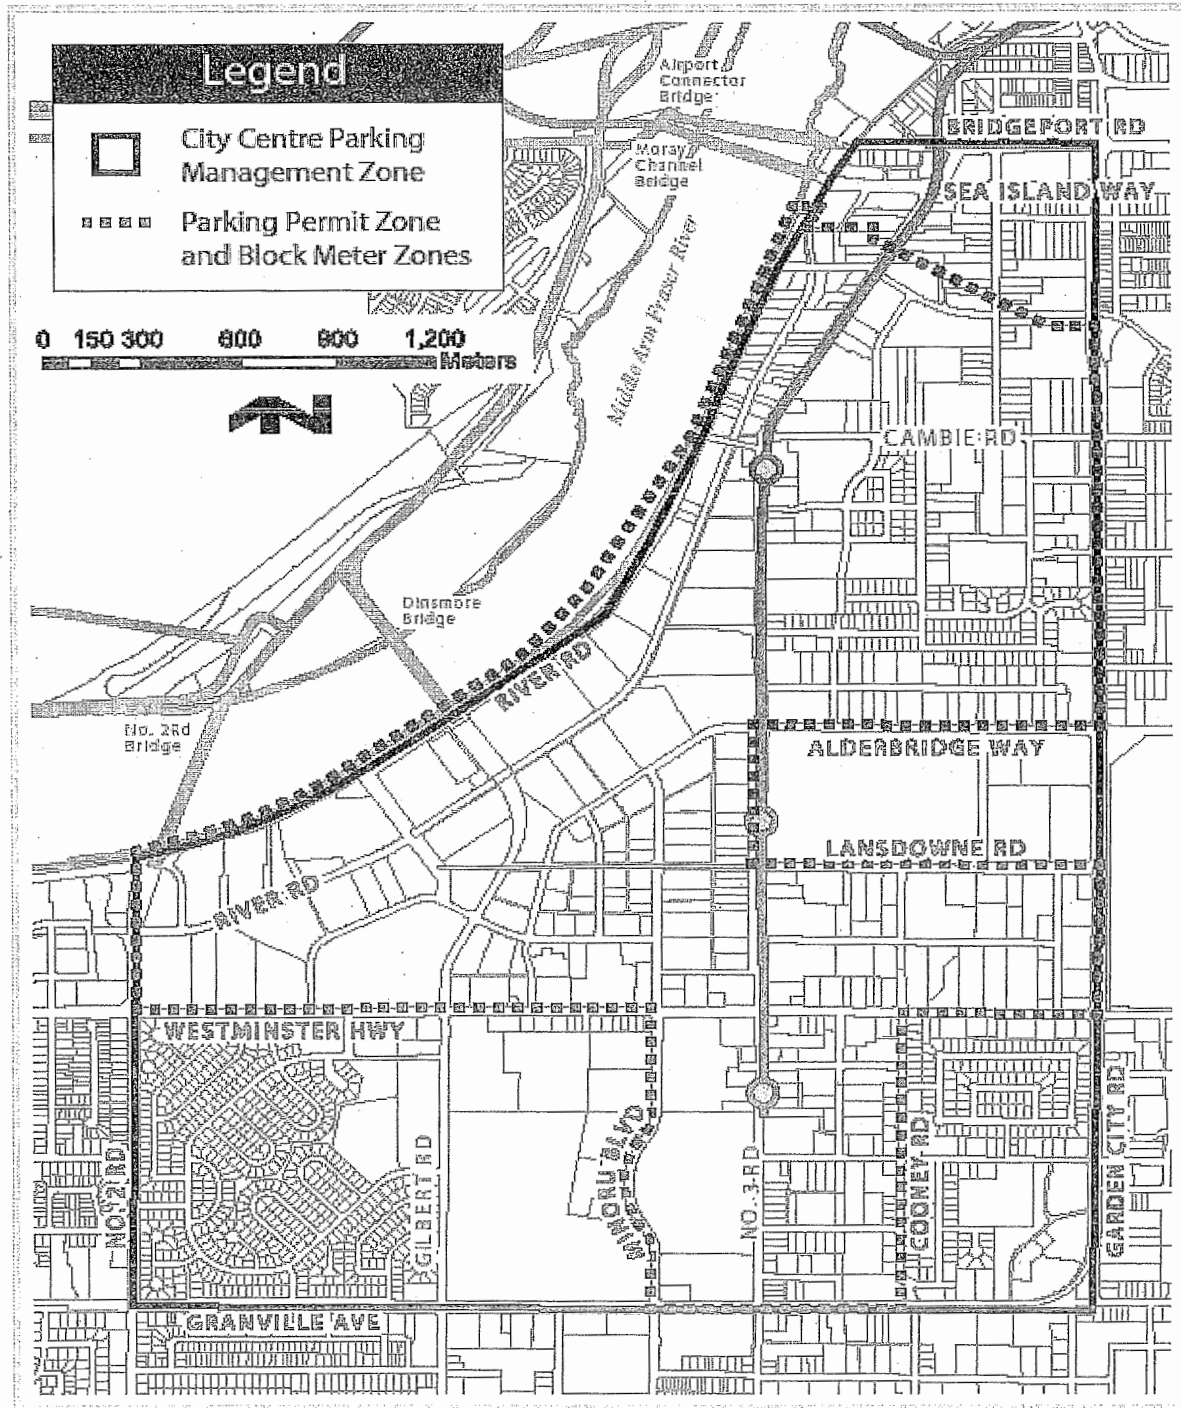 Legend
City Centre Parking
Management Zone
Parking Permit Zone
and Block Meter Zones
0 150 300 600 900 1,200
Meters
Airport
Connector
Bridge
Moray
Channel
Bridge
BRIDGEPORT RD
SEA ISLAND WAY
Middle Arm Fraser River
CAMBIE RD
Dinsmore
Bridge
RIVER RD
No. 2Rd
Bridge
ALDERBRIDGE WAY
LANSDOWNE RD
RIVER RD
WESTMINSTER HWY
NO. 2 RD
GILBERT RD
MINORU BLVD
NO. 3 RD
COONEY RD
GARDEN CITY RD
GRANVILLE AVE